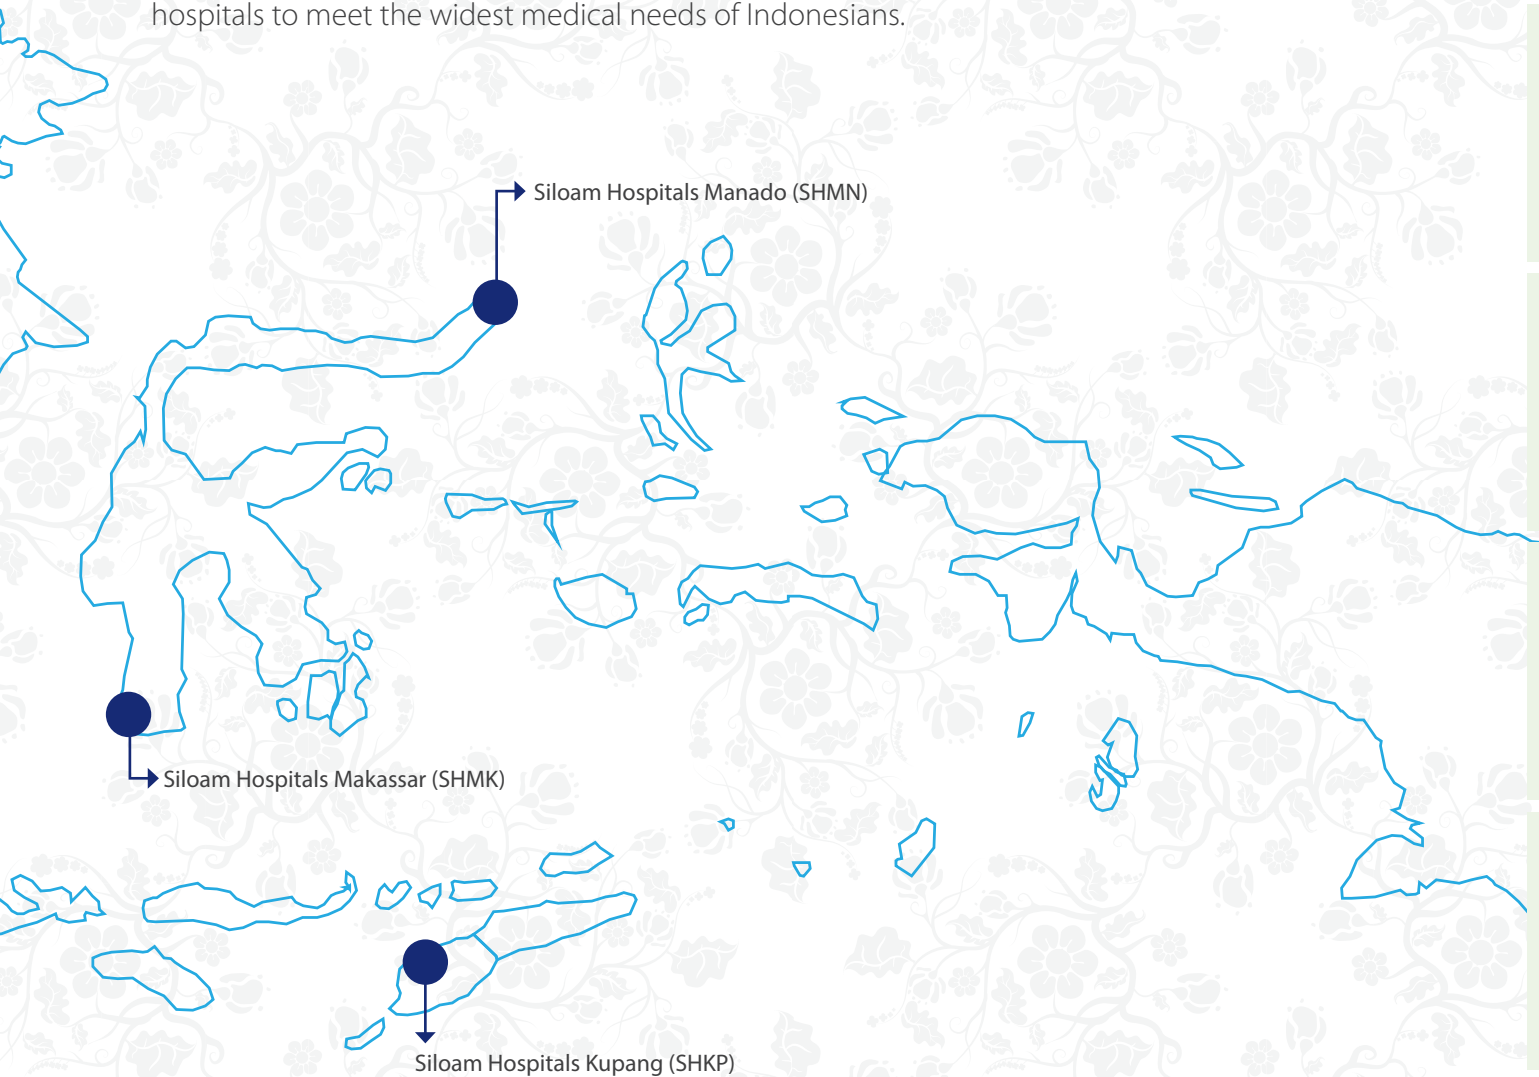 hospitals to meet the widest medical needs of Indonesians.
Siloam Hospitals Manado (SHMN)
Siloam Hospitals Makassar (SHMK)
Siloam Hospitals Kupang (SHKP)